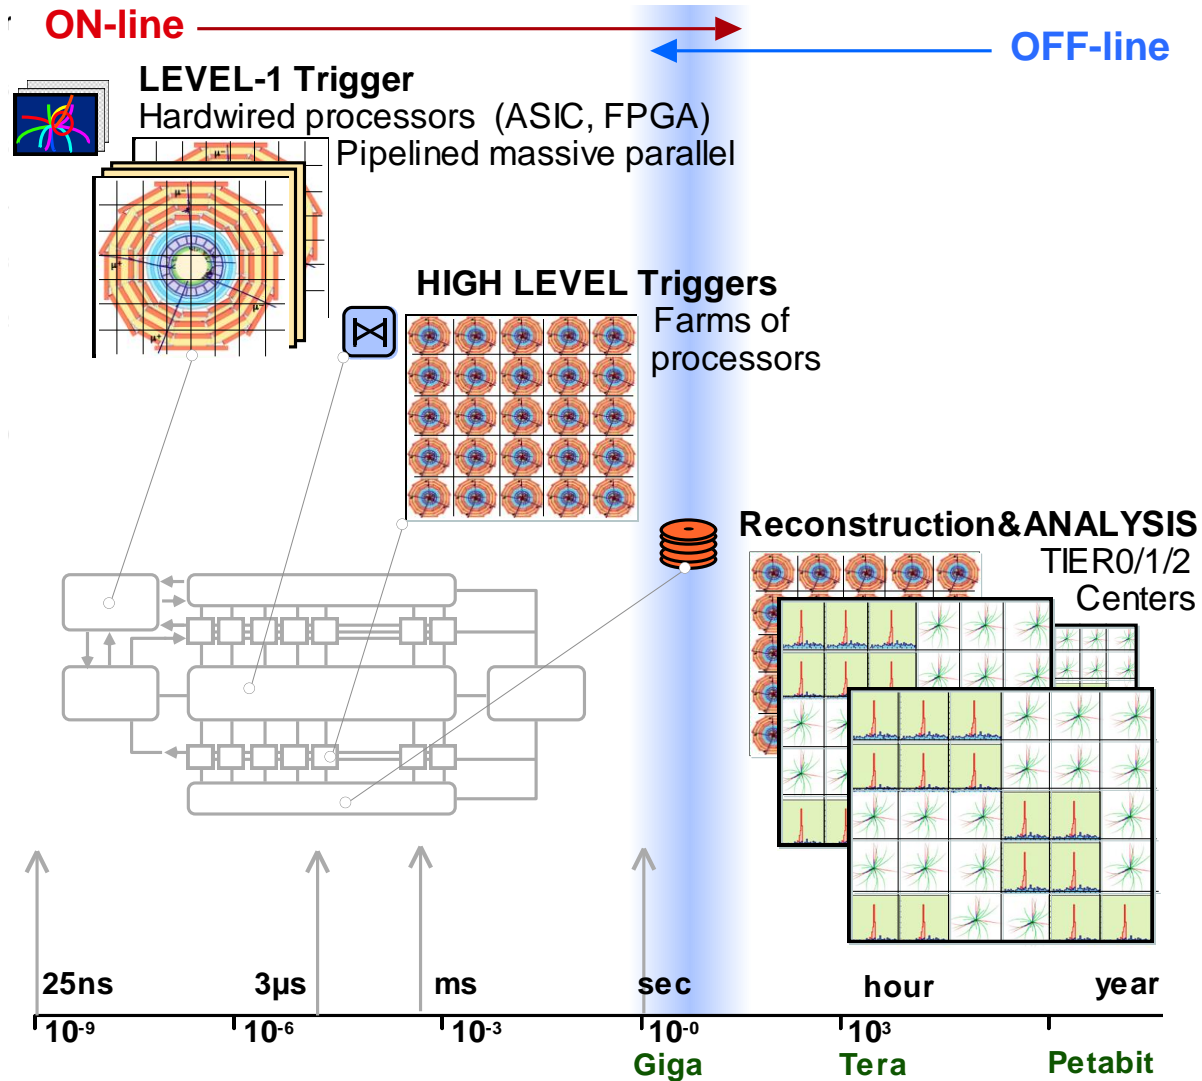 ON-line
OFF-line
LEVEL-1 Trigger
Hardwired processors (ASIC, FPGA)
Pipelined massive parallel
HIGH LEVEL Triggers
Farms of
processors
Reconstruction&ANALYSIS
TIER0/1/2
Centers
25ns 3µs ms sec hour year
10⁻⁹ 10⁻⁶ 10⁻³ 10⁻⁰ 10³
Giga Tera Petabit